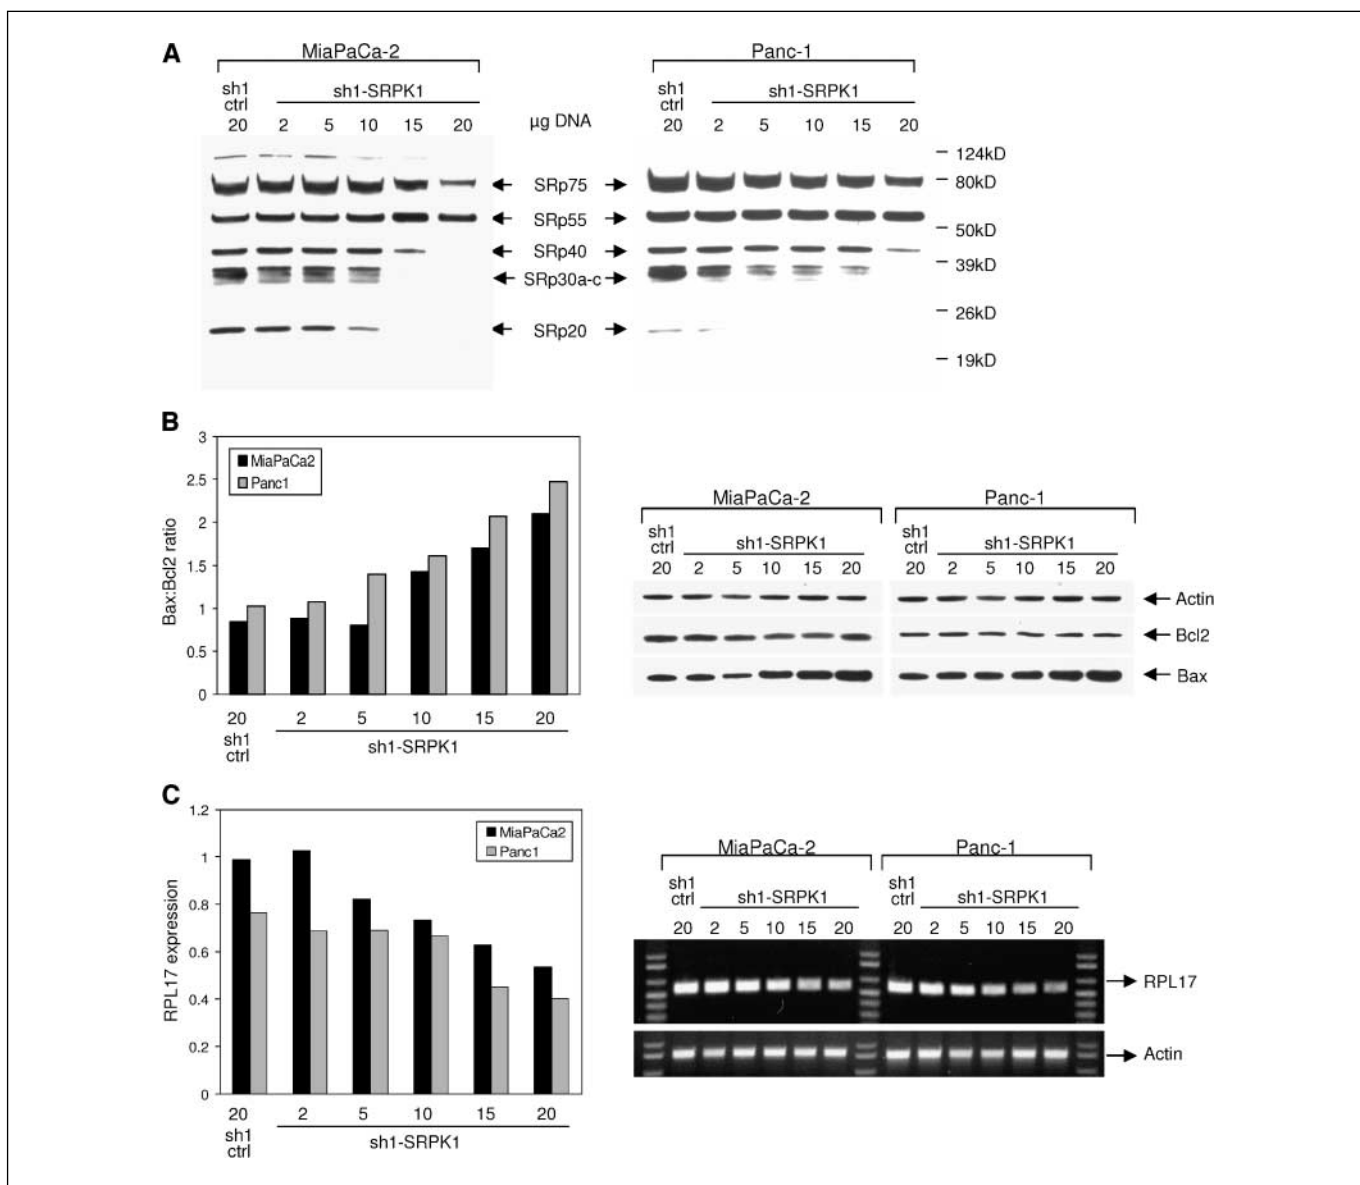 A
MiaPaCa-2
Panc-1
sh1
ctrl
sh1-SRPK1
sh1
ctrl
sh1-SRPK1
20 2 5 10 15 20
µg DNA
20 2 5 10 15 20
124kD
SRp75
80kD
SRp55
50kD
SRp40
39kD
SRp30a-c
26kD
SRp20
19kD
B
3
2.5
2
1.5
1
0.5
0
Bax:Bcl2 ratio
MiaPaCa2
Panc1
20 2 5 10 15 20
sh1
ctrl
sh1-SRPK1
MiaPaCa-2
Panc-1
sh1
ctrl
sh1-SRPK1
sh1
ctrl
sh1-SRPK1
20 2 5 10 15 20
20 2 5 10 15 20
Actin
Bcl2
Bax
C
1.2
1
0.8
0.6
0.4
0.2
0
RPL17 expression
MiaPaCa2
Panc1
20 2 5 10 15 20
sh1
ctrl
sh1-SRPK1
MiaPaCa-2
Panc-1
sh1
ctrl
sh1-SRPK1
sh1
ctrl
sh1-SRPK1
20 2 5 10 15 20
20 2 5 10 15 20
RPL17
Actin